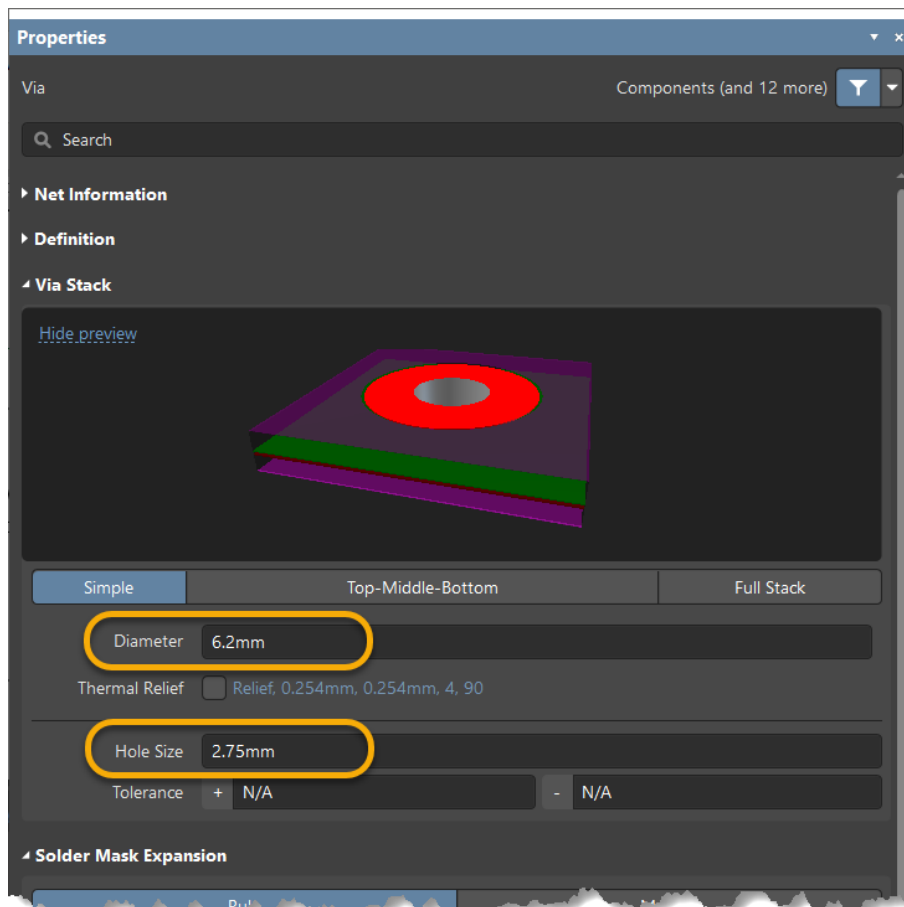 Properties
Via Components (and 12 more)
Search
Net Information
Definition
Via Stack
Hide preview
Simple Top-Middle-Bottom Full Stack
Diameter 6.2mm
Thermal Relief Relief, 0.254mm, 0.254mm, 4, 90
Hole Size 2.75mm
Tolerance + N/A - N/A
Solder Mask Expansion